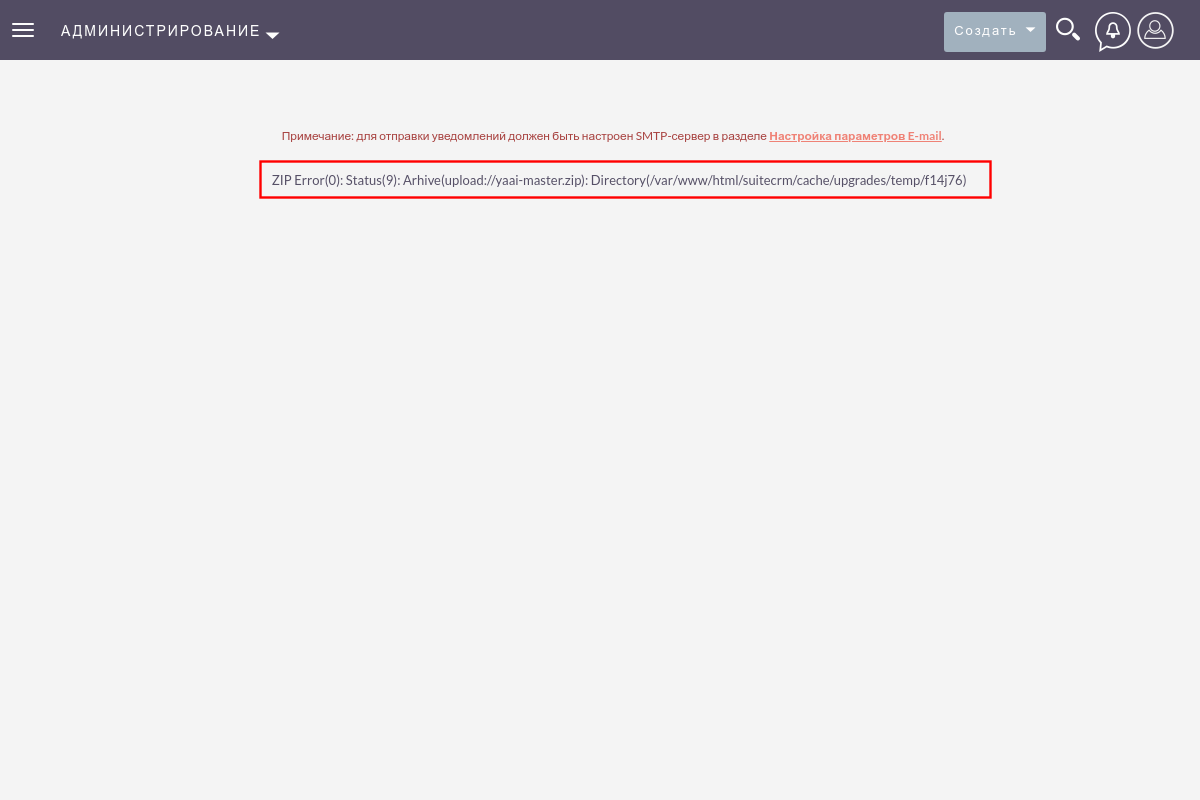 АДМИНИСТРИРОВАНИЕ
Создать
Примечание: для отправки уведомлений должен быть настроен SMTP-сервер в разделе Настройка параметров E-mail.
ZIP Error(0): Status(9): Arhive(upload://yaai-master.zip): Directory(/var/www/html/suitecrm/cache/upgrades/temp/f14j76)